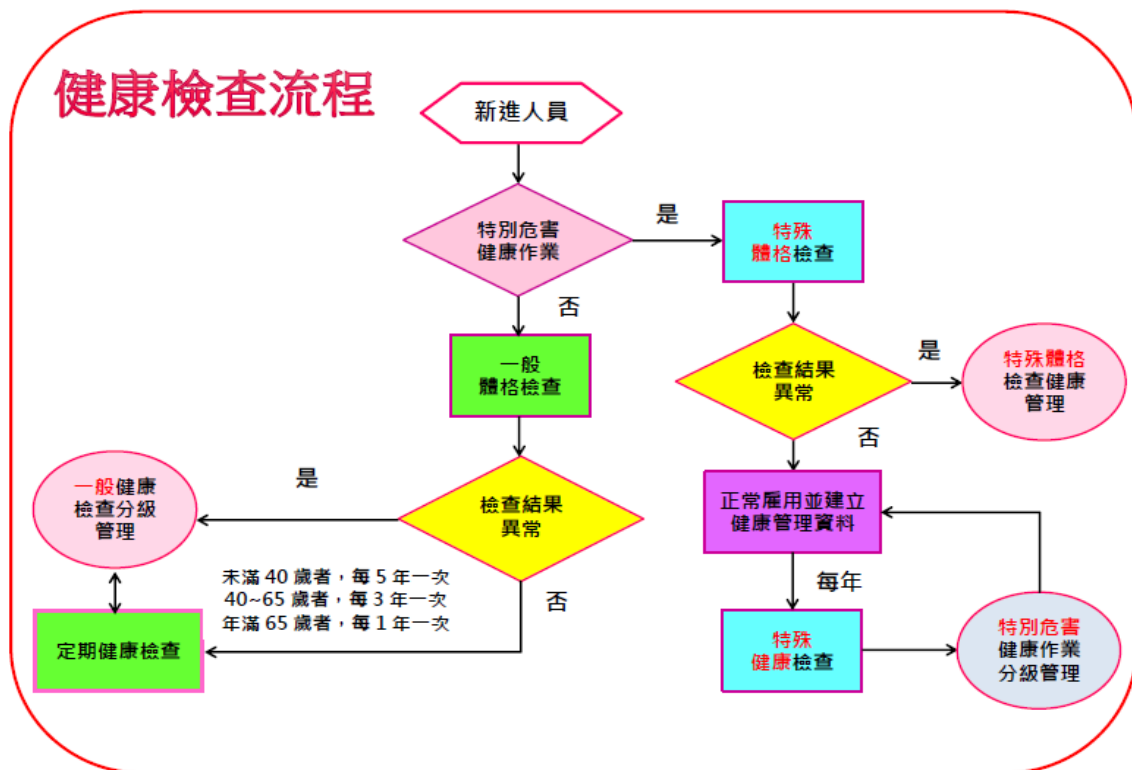 健康檢查流程
新進人員
特別危害
健康作業
是
特殊
體格檢查
否
一般
體格檢查
檢查結果
異常
是
特殊體格
檢查健康
管理
否
一般健康
檢查分級
管理
是
檢查結果
異常
正常雇用並建立
健康管理資料
未滿 40 歲者，每 5 年一次
40~65 歲者，每 3 年一次
年滿 65 歲者，每 1 年一次
否
每年
定期健康檢查
特殊
健康檢查
特別危害
健康作業
分級管理